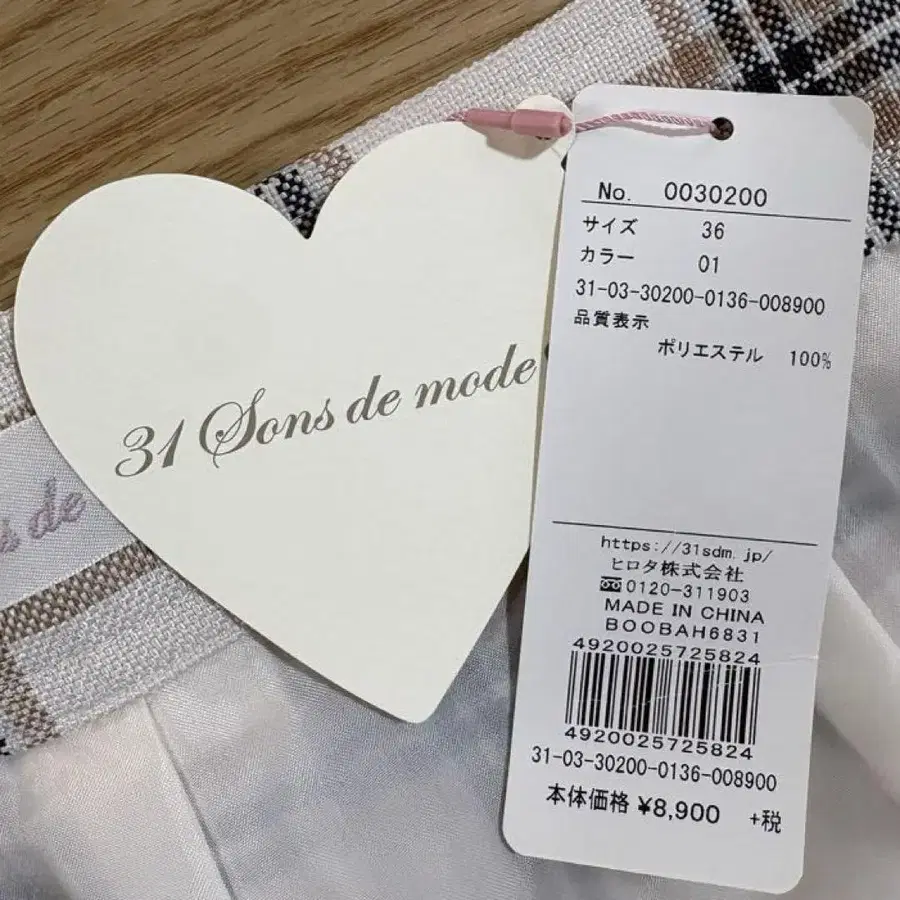 31 Sons de mode
s de
No. 0030200
サイズ 36
カラー 01
31-03-30200-0136-008900
品質表示
ポリエステル 100%
https://31sdm.jp/
ヒロタ株式会社
0120-311903
MADE IN CHINA
BOOBAH6831
4920025725824
4920025725824
31-03-30200-0136-008900
本体価格 ¥8,900 +税